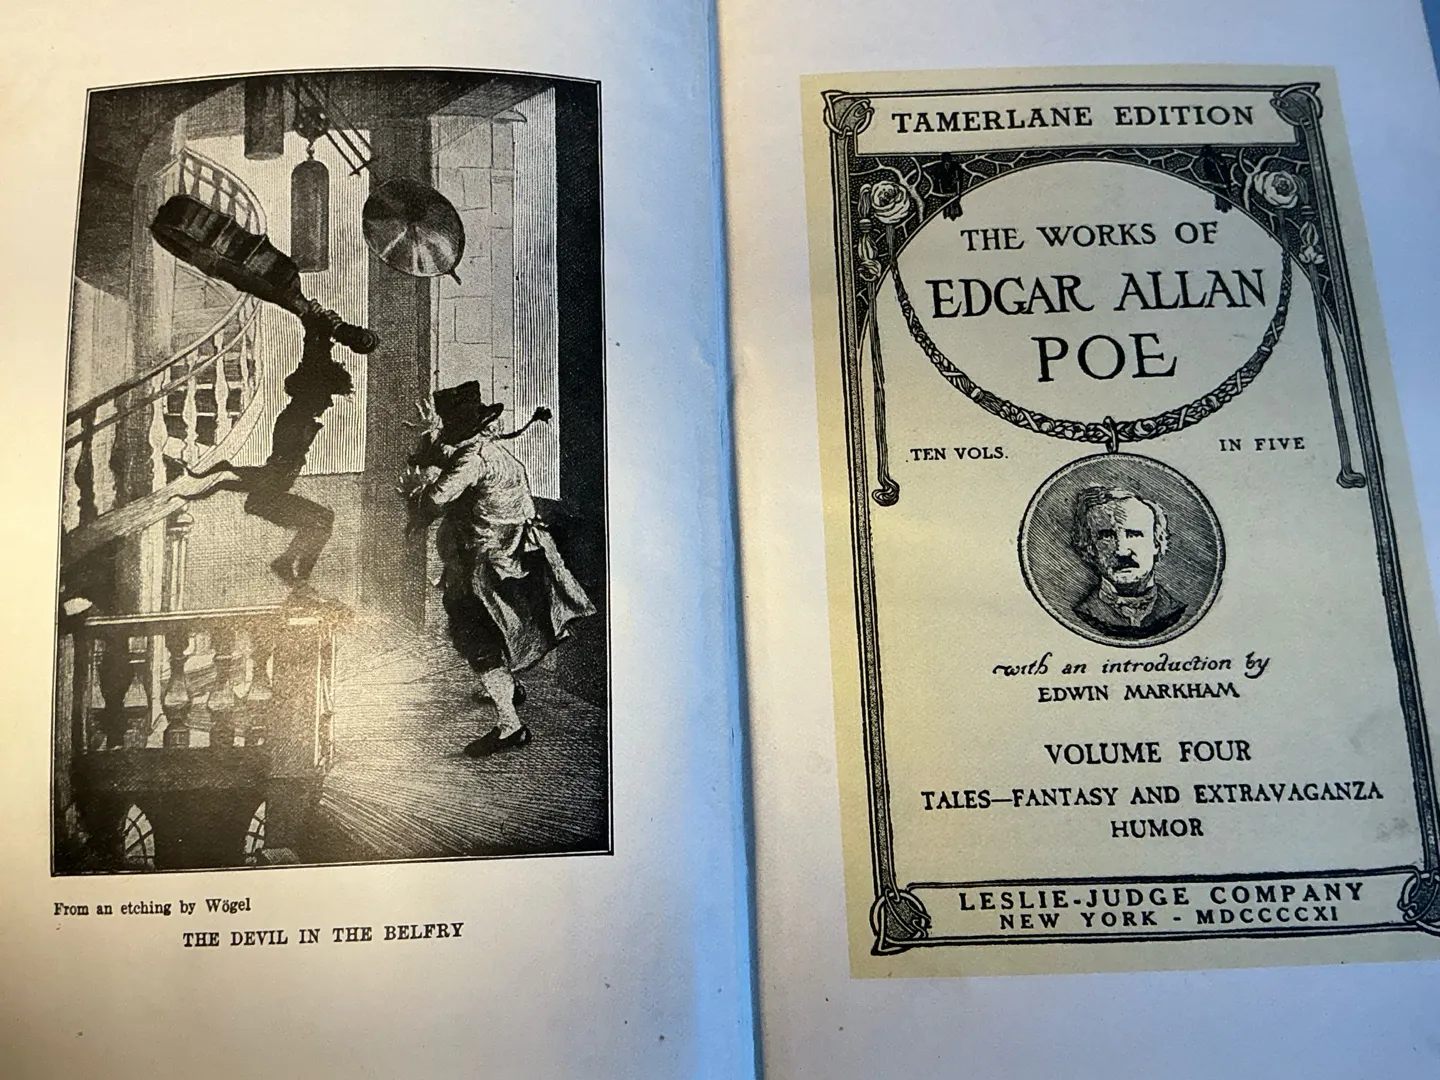 From an etching by Wögel
THE DEVIL IN THE BELFRY
TAMERLANE EDITION
THE WORKS OF
EDGAR ALLAN
POE
TEN VOLS. IN FIVE
with an introduction by
EDWIN MARKHAM
VOLUME FOUR
TALES—FANTASY AND EXTRAVAGANZA
HUMOR
LESLIE-JUDGE COMPANY
NEW YORK - MDCCCCXI